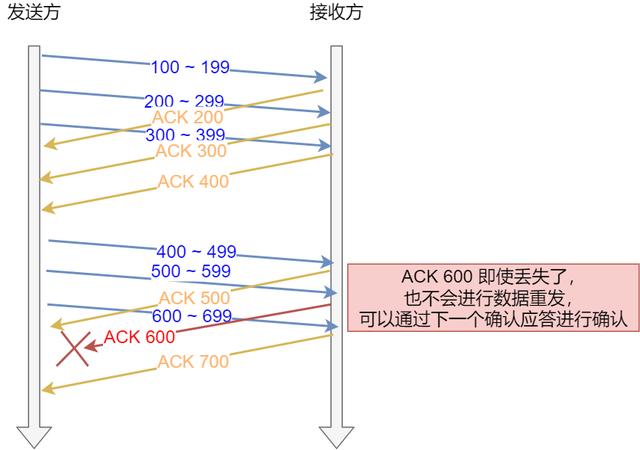 发送方
接收方
100 ~ 199
200 ~ 299
ACK 200
300 ~ 399
ACK 300
ACK 400
400 ~ 499
500 ~ 599
ACK 500
600 ~ 699
ACK 600
ACK 700
ACK 600 即使丢失了，
也不会进行数据重发，
可以通过下一个确认应答进行确认